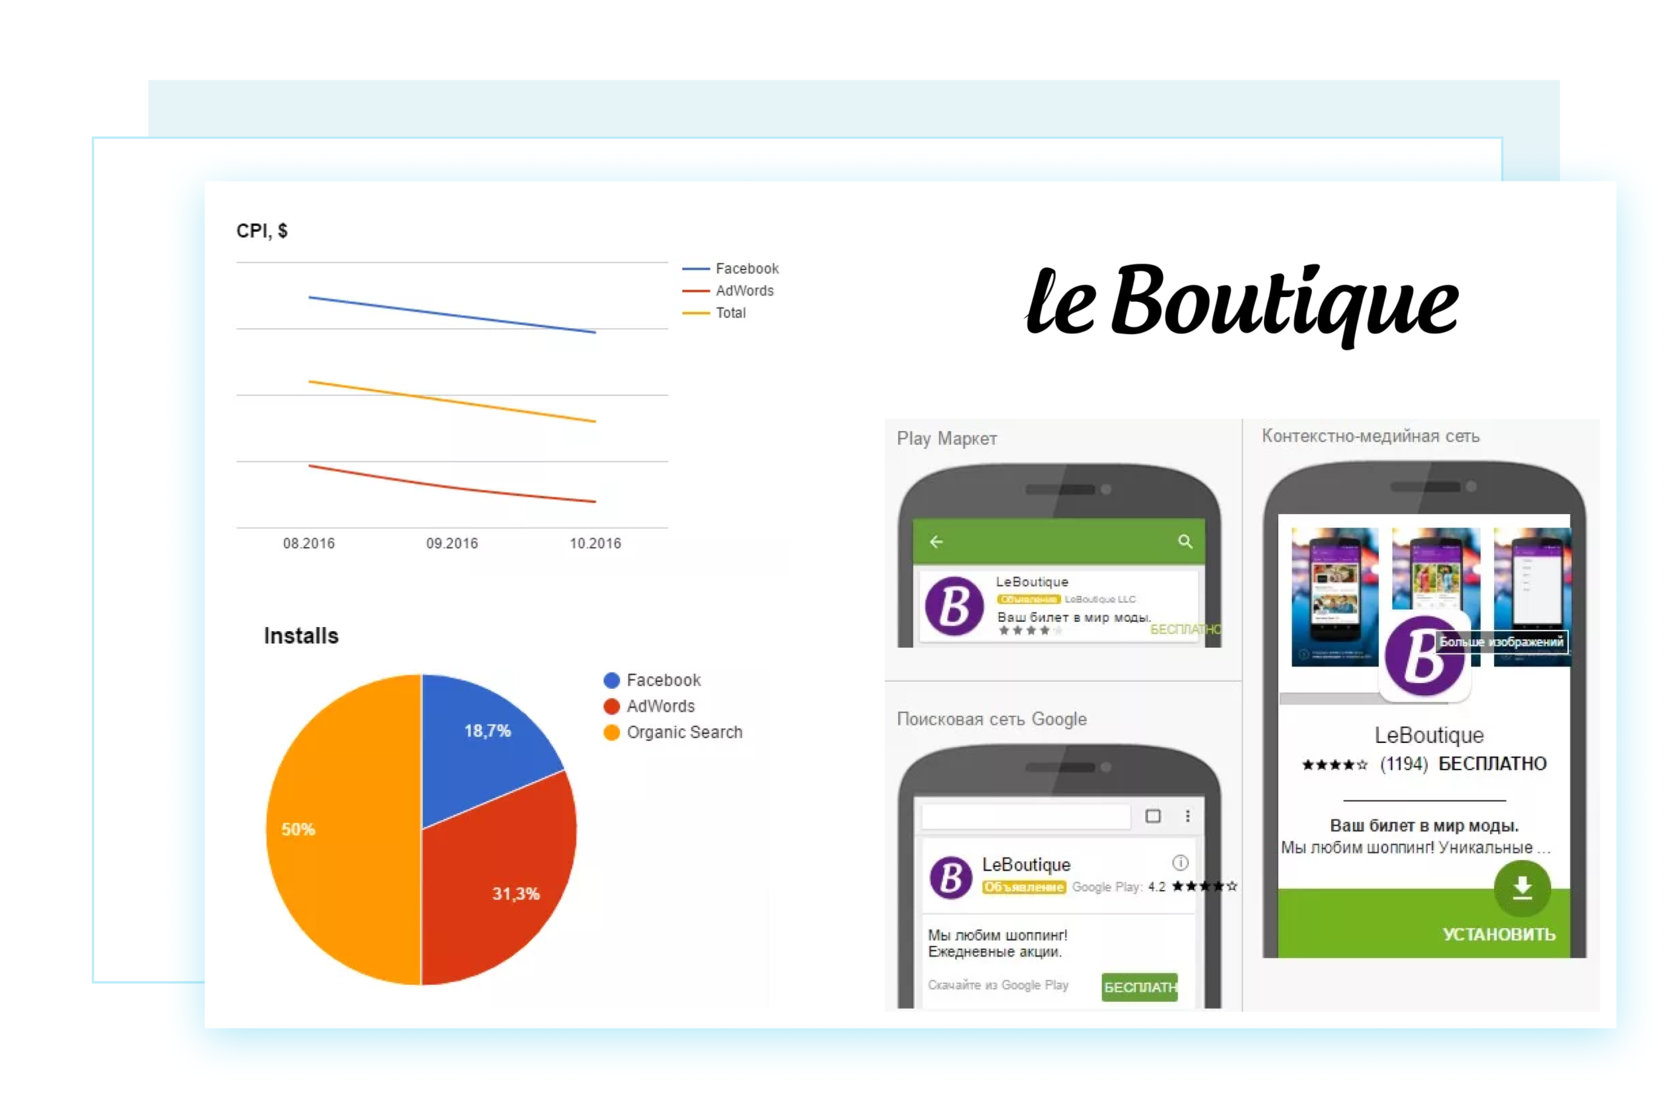 CPI, $
Facebook
AdWords
Total
08.2016
09.2016
10.2016
Installs
Facebook
AdWords
Organic Search
18,7%
50%
31,3%
le Boutique
Play Маркет
LeBoutique
Объявление LeBoutique LLC
Ваш билет в мир моды.
БЕСПЛАТНО
Поисковая сеть Google
LeBoutique
Объявление Google Play: 4.2 ★★★★☆
Мы любим шоппинг!
Ежедневные акции.
Скачайте из Google Play
БЕСПЛАТН
Контекстно-медийная сеть
B
Больше изображений
LeBoutique
★★★★☆ (1194) БЕСПЛАТНО
Ваш билет в мир моды.
Мы любим шоппинг! Уникальные ...
УСТАНОВИТЬ